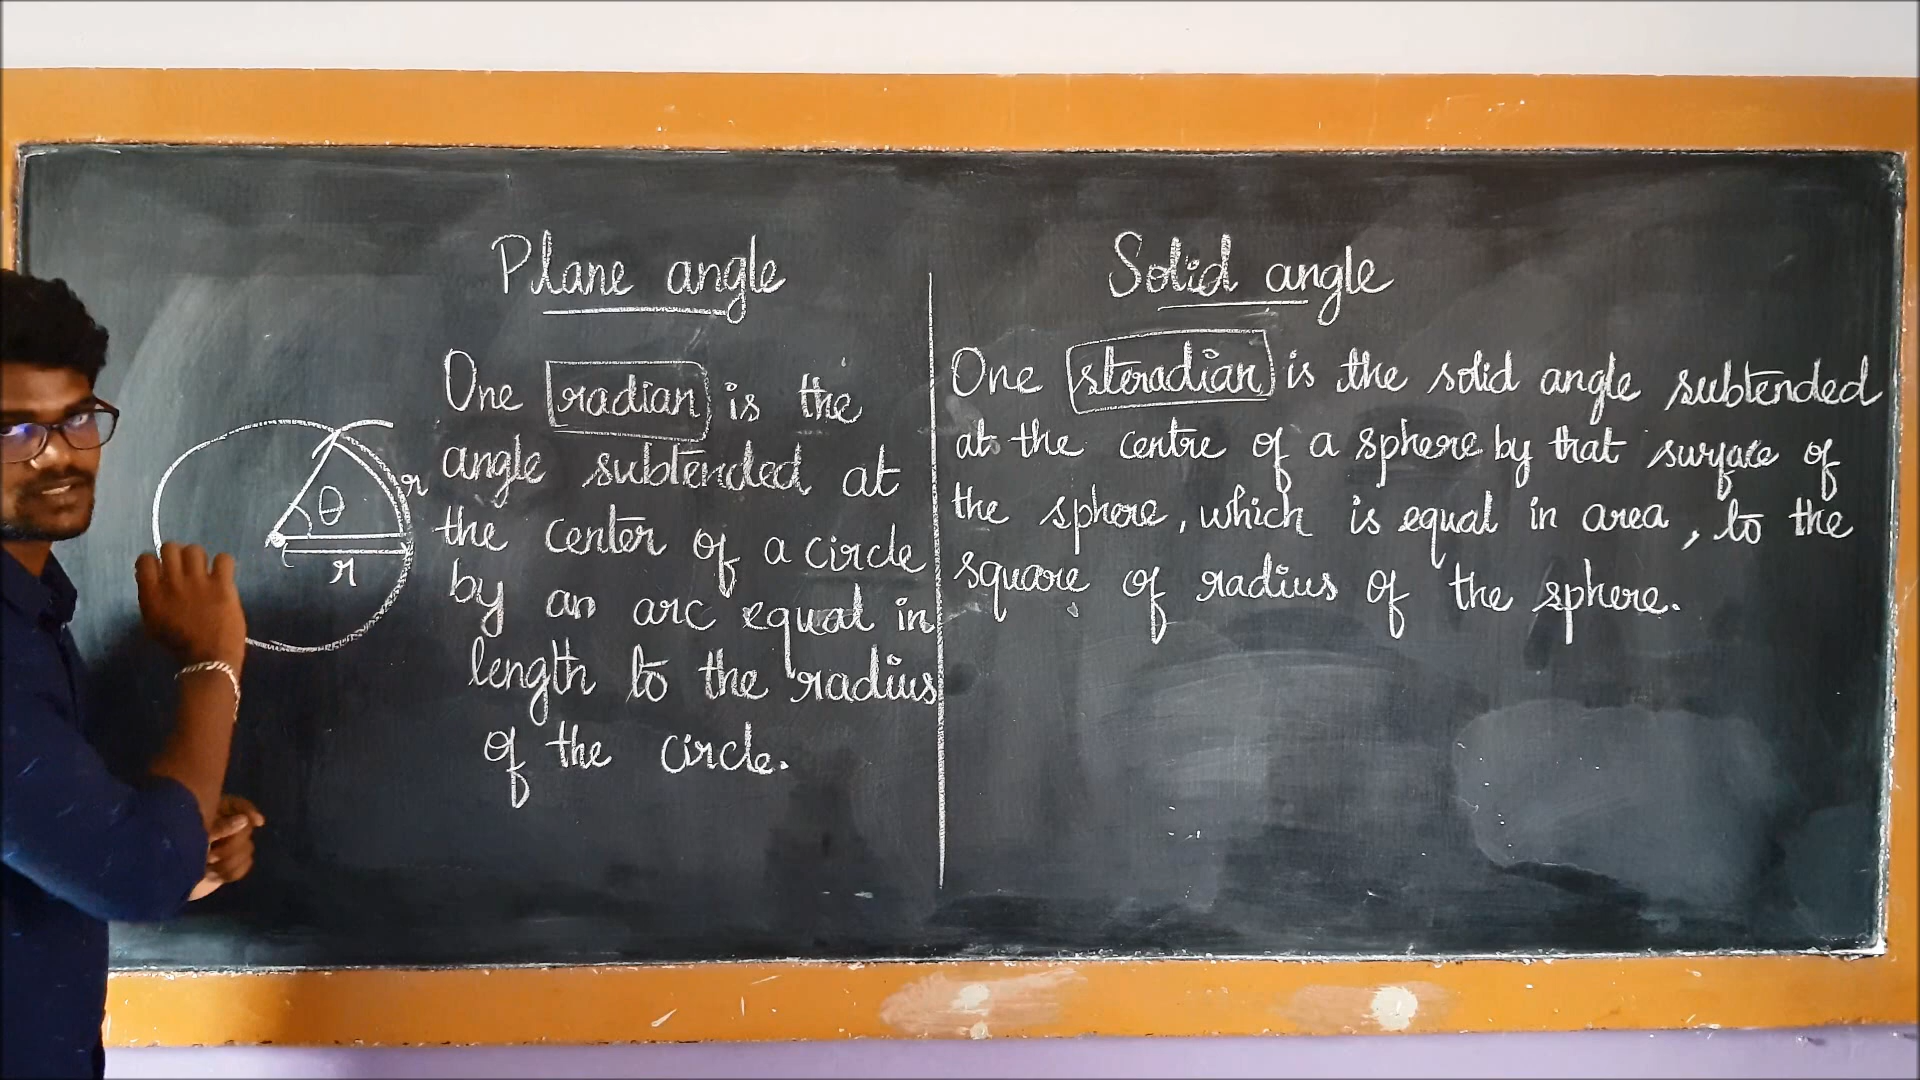 Plane angle
One radian is the
angle subtended at
the center of a circle
by an arc equal in
length to the radius
of the circle.
θ
r
r
Solid angle
One steradian is the solid angle subtended
at the centre of a sphere by that surface of
the sphere, which is equal in area, to the
square of radius of the sphere.